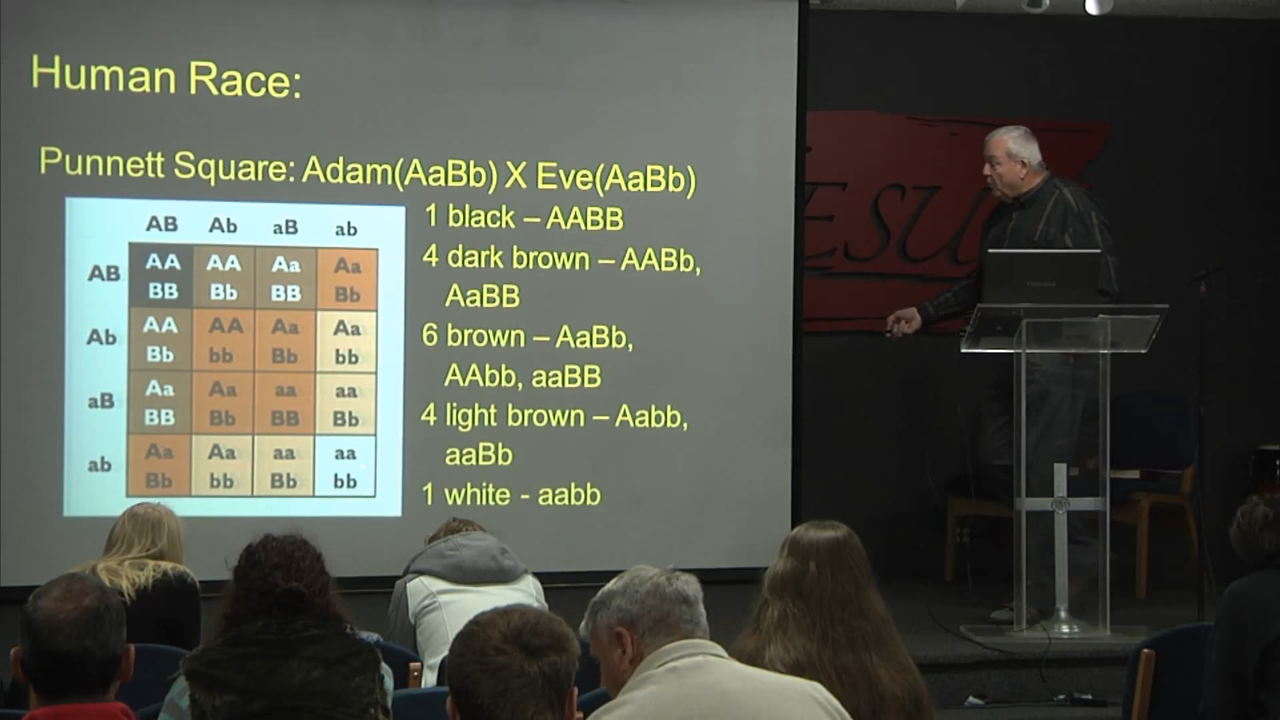 Human Race:
Punnett Square: Adam(AaBb) X Eve(AaBb)
AB Ab aB ab
AB AA AA Aa Aa
BB Bb BB Bb
Ab AA AA Aa Aa
Bb bb Bb bb
aB Aa Aa aa aa
BB Bb BB Bb
ab Aa Aa aa aa
Bb bb Bb bb
1 black – AABB
4 dark brown – AABb,
AaBB
6 brown – AaBb,
AAbb, aaBB
4 light brown – Aabb,
aaBb
1 white - aabb
ESU